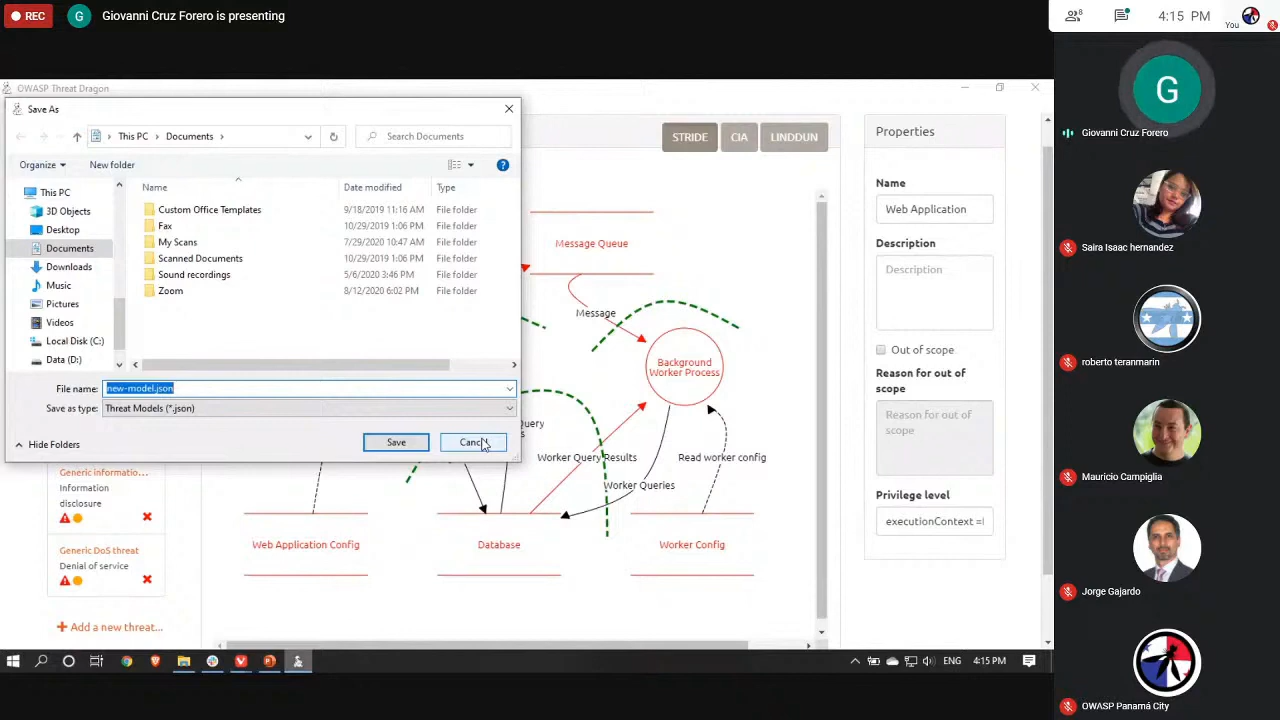 REC
G
Giovanni Cruz Forero is presenting
8
4:15 PM
You
OWASP Threat Dragon
Save As
This PC
Documents
Search Documents
Organize
New folder
This PC
3D Objects
Desktop
Documents
Downloads
Music
Pictures
Videos
Local Disk (C:)
Data (D:)
Name
Date modified
Type
Custom Office Templates
9/18/2019 11:16 AM
File folder
Fax
10/29/2019 1:06 PM
File folder
My Scans
7/29/2020 10:47 AM
File folder
Scanned Documents
10/29/2019 1:06 PM
File folder
Sound recordings
5/6/2020 3:46 PM
File folder
Zoom
8/12/2020 6:02 PM
File folder
File name:
new-model.json
Save as type:
Threat Models (*.json)
Hide Folders
Save
Cancel
STRIDE
CIA
LINDDUN
Message Queue
Message
Background
Worker Process
Worker Query Results
Read worker config
Worker Queries
Web Application Config
Database
Worker Config
Generic informatio...
Information
disclosure
Generic DoS threat
Denial of service
Add a new threat...
Properties
Name
Web Application
Description
Description
Out of scope
Reason for out of
scope
Reason for out of
scope
Privilege level
executionContext =
ENG
4:15 PM
G
Giovanni Cruz Forero
Saira Isaac hernandez
roberto teranmarin
Mauricio Campiglia
Jorge Gajardo
OWASP Panamá City